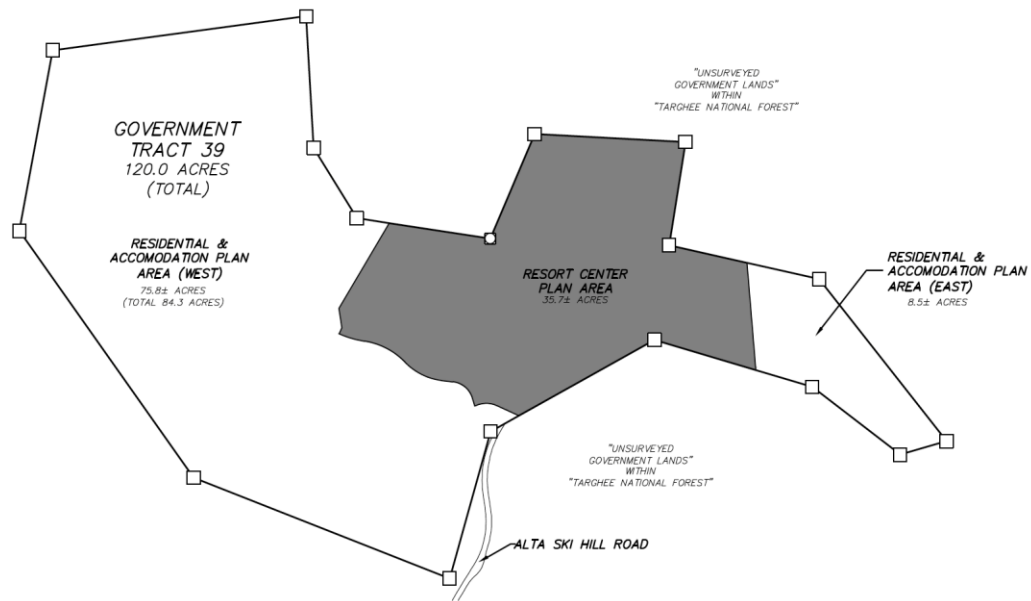 "UNSURVEYED
GOVERNMENT LANDS"
WITHIN
"TARGHEE NATIONAL FOREST"
GOVERNMENT
TRACT 39
120.0 ACRES
(TOTAL)
RESIDENTIAL &
ACCOMODATION PLAN
AREA (WEST)
75.8± ACRES
(TOTAL 84.3 ACRES)
RESORT CENTER
PLAN AREA
35.7± ACRES
RESIDENTIAL &
ACCOMODATION PLAN
AREA (EAST)
8.5± ACRES
"UNSURVEYED
GOVERNMENT LANDS"
WITHIN
"TARGHEE NATIONAL FOREST"
ALTA SKI HILL ROAD